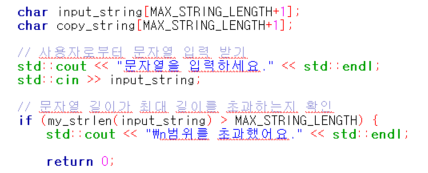 char input_string[MAX_STRING_LENGTH+1];
char copy_string[MAX_STRING_LENGTH+1];
// 사용자로부터 문자열 입력 받기
std::cout << "문자열을 입력하세요." << std::endl;
std::cin >> input_string;
// 문자열 길이가 최대 길이를 초과하는지 확인
if (my_strlen(input_string) > MAX_STRING_LENGTH) {
std::cout << "₩n범위를 초과했어요." << std::endl;
return 0;